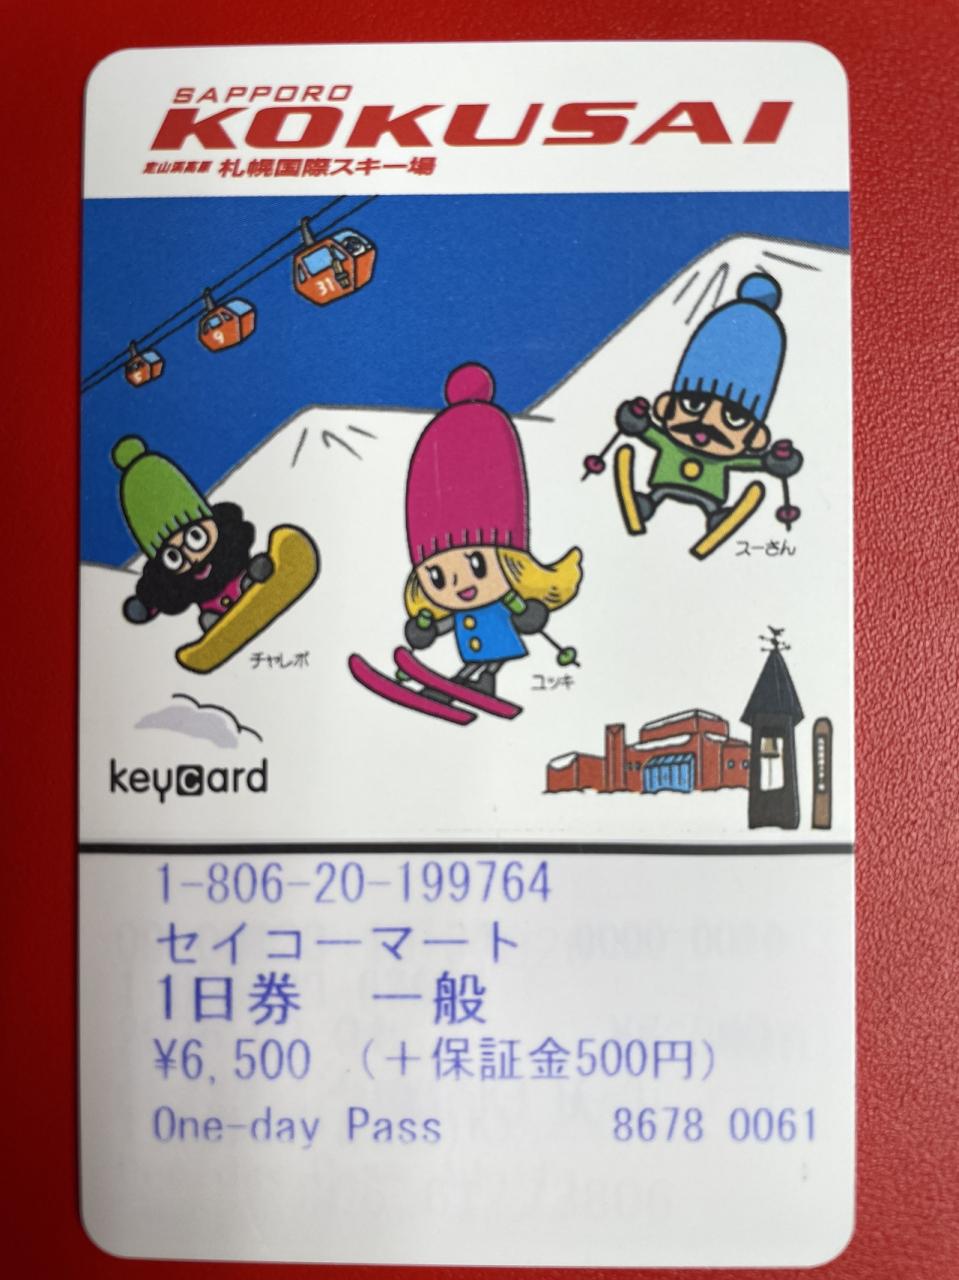 SAPPORO
KOKUSAI
定山渓高原 札幌国際スキー場
31
9
5
スーさん
チャレボ
ユッキ
keycard
1-806-20-199764
セイコーマート
1日券 一般
¥6,500 (+保証金500円)
One-day Pass 8678 0061